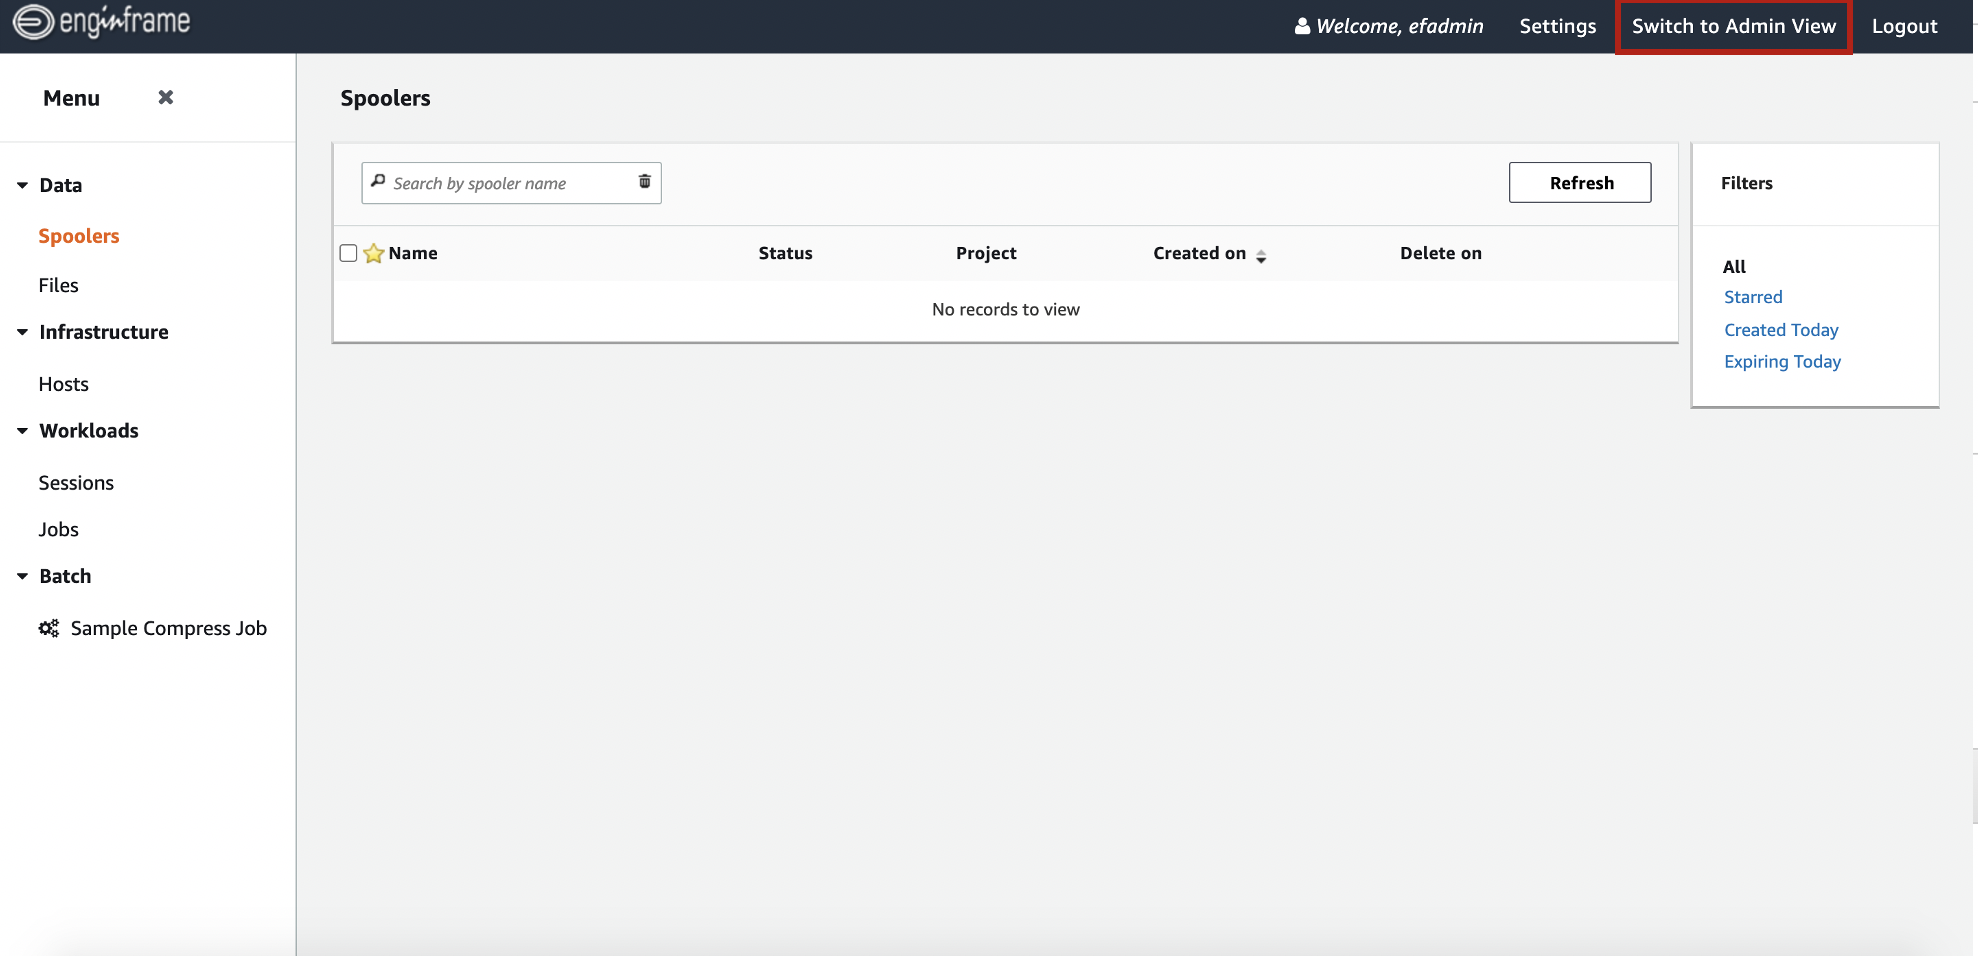 enginframe
Welcome, efadmin
Settings
Switch to Admin View
Logout
Menu
Data
Spoolers
Files
Infrastructure
Hosts
Workloads
Sessions
Jobs
Batch
Sample Compress Job
Spoolers
Search by spooler name
Refresh
Name Status Project Created on Delete on
No records to view
Filters
All
Starred
Created Today
Expiring Today